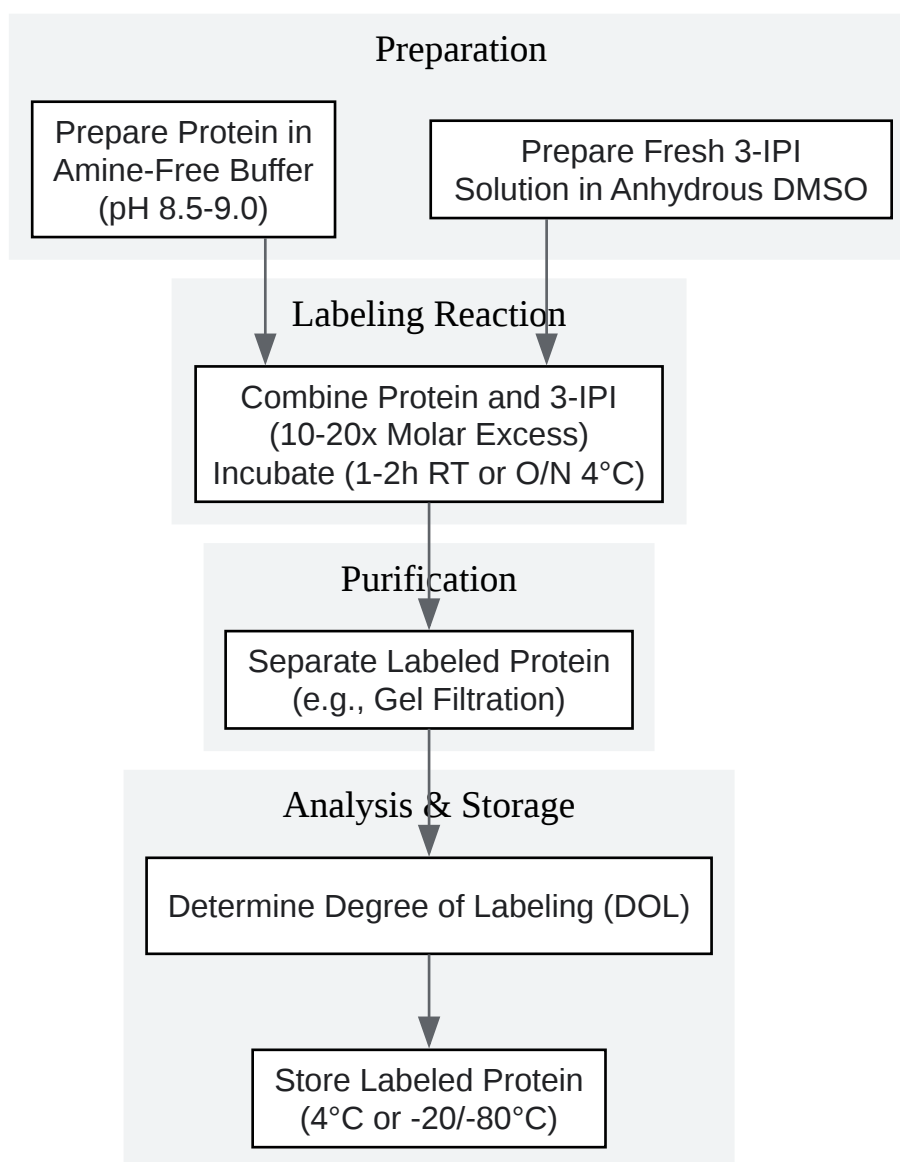 Preparation
Prepare Protein in
Amine-Free Buffer
(pH 8.5-9.0)
Prepare Fresh 3-IPI
Solution in Anhydrous DMSO
Labeling Reaction
Combine Protein and 3-IPI
(10-20x Molar Excess)
Incubate (1-2h RT or O/N 4°C)
Purification
Separate Labeled Protein
(e.g., Gel Filtration)
Analysis & Storage
Determine Degree of Labeling (DOL)
Store Labeled Protein
(4°C or -20/-80°C)